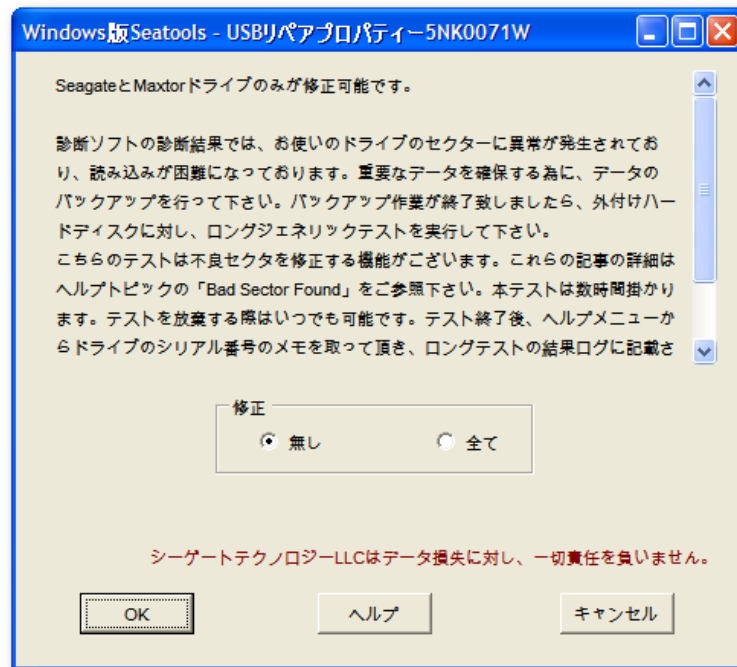 Windows版Seatools - USBリペアプロパティー5NK0071W
SeagateとMaxtorドライブのみが修正可能です。
診断ソフトの診断結果では、お使いのドライブのセクターに異常が発生されてお
り、読み込みが困難になっております。重要なデータを確保する為に、データの
バックアップを行って下さい。バックアップ作業が終了致しましたら、外付けハー
ドディスクに対し、ロングジェネリックテストを実行して下さい。
こちらのテストは不良セクタを修正する機能がございます。これらの記事の詳細は
ヘルプトピックの「Bad Sector Found」をご参照下さい。本テストは数時間掛かり
ます。テストを放棄する際はいつでも可能です。テスト終了後、ヘルプメニューか
らドライブのシリアル番号のメモを取って頂き、ロングテストの結果ログに記載さ
修正
無し 全て
シーゲートテクノロジーLLCはデータ損失に対し、一切責任を負いません。
OK ヘルプ キャンセル